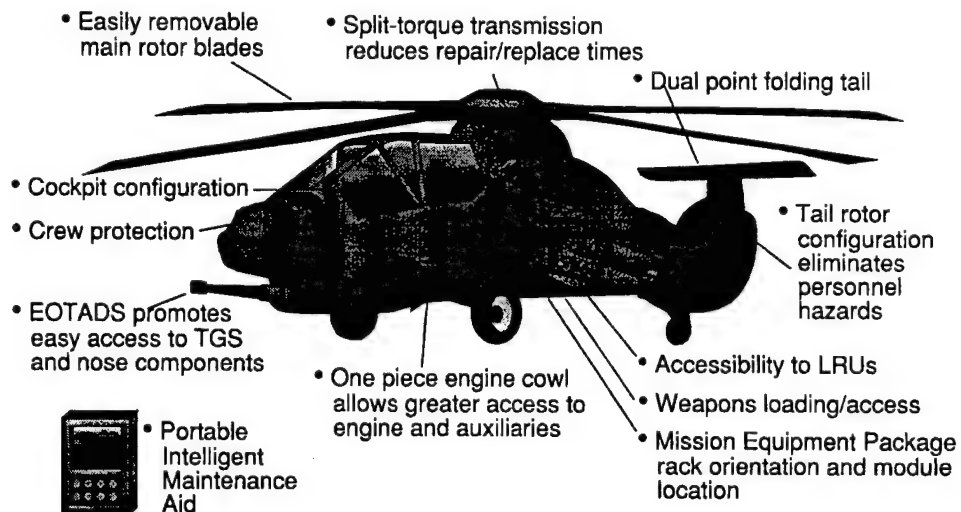 • Easily removable
main rotor blades
• Split-torque transmission
reduces repair/replace times
• Dual point folding tail
• Cockpit configuration
• Crew protection
• EOTADS promotes
easy access to TGS
and nose components
• Tail rotor
configuration
eliminates
personnel
hazards
• One piece engine cowl
allows greater access to
engine and auxiliaries
• Accessibility to LRUs
• Weapons loading/access
• Mission Equipment Package
rack orientation and module
location
• Portable
Intelligent
Maintenance
Aid